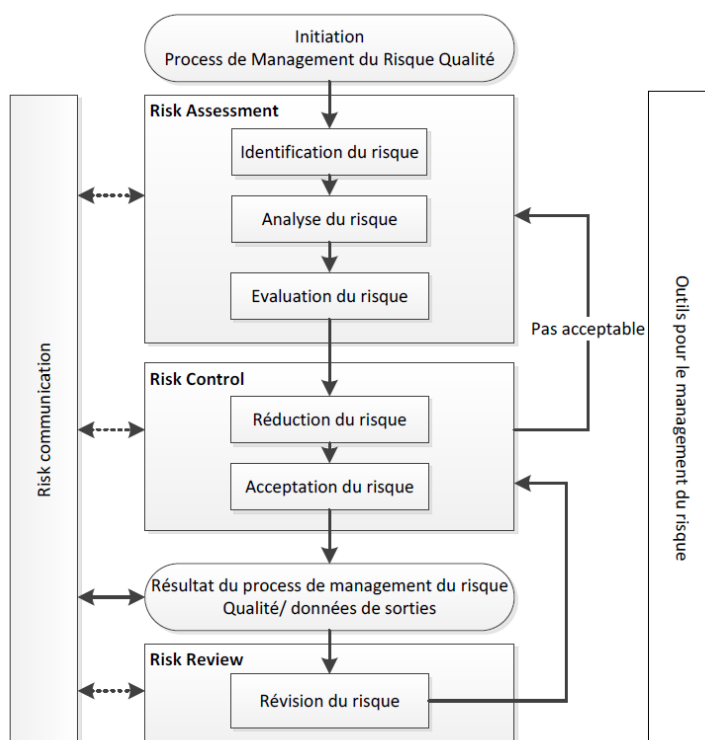 Initiation
Process de Management du Risque Qualité
Risk Assessment
Identification du risque
Analyse du risque
Evaluation du risque
Pas acceptable
Risk Control
Réduction du risque
Acceptation du risque
Résultat du process de management du risque
Qualité/ données de sorties
Risk Review
Révision du risque
Risk communication
Outils pour le management du
risque